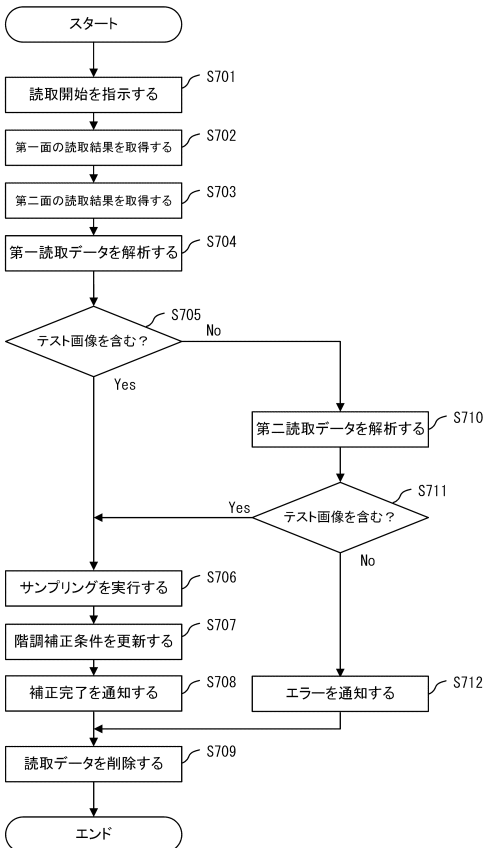 スタート
S701
読取開始を指示する
S702
第一面の読取結果を取得する
S703
第二面の読取結果を取得する
S704
第一読取データを解析する
S705
テスト画像を含む？
No
Yes
S710
第二読取データを解析する
S711
テスト画像を含む？
Yes
No
S706
サンプリングを実行する
S707
階調補正条件を更新する
S708
補正完了を通知する
S712
エラーを通知する
S709
読取データを削除する
エンド